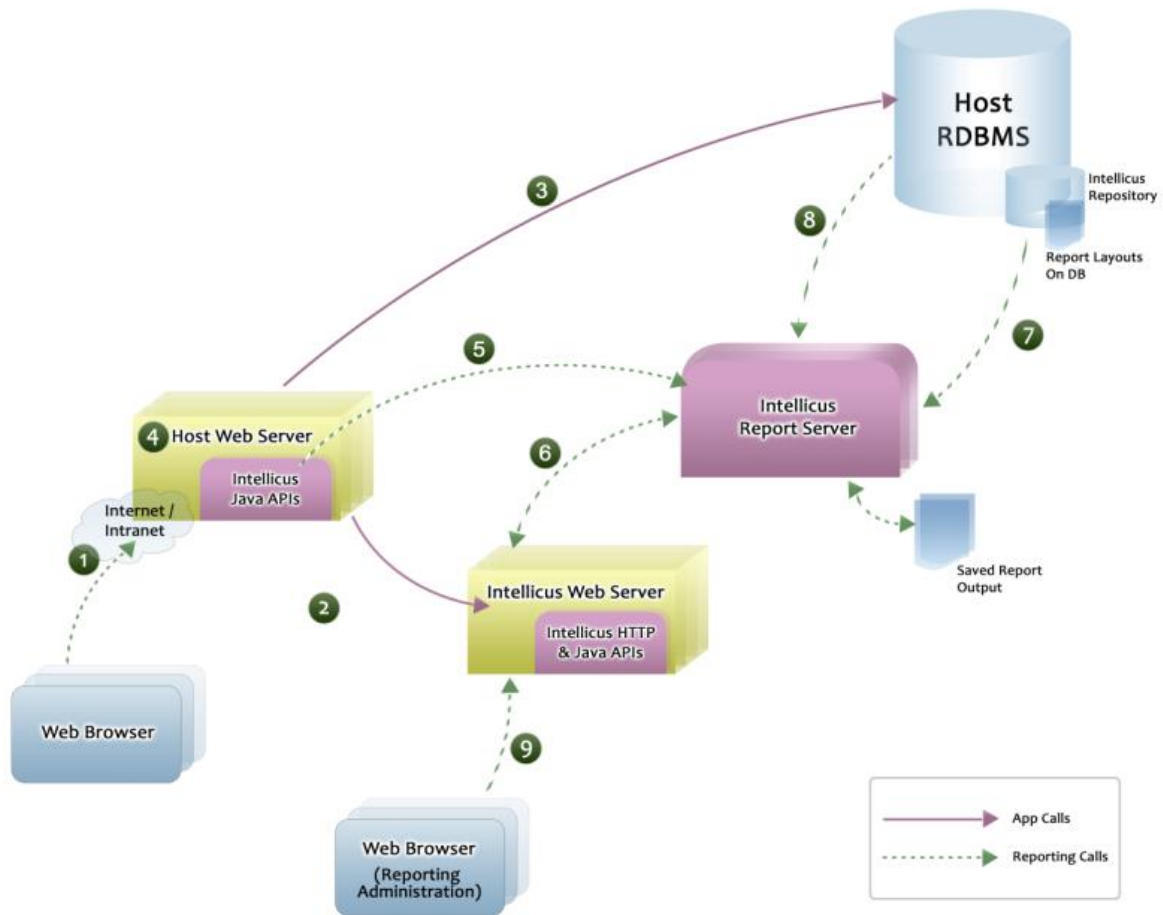 Host
RDBMS
Intellicus
Repository
Report Layouts
On DB
3
8
7
5
Intellicus
Report Server
4
Host Web Server
Intellicus
Java APIs
6
Internet /
Intranet
1
Saved Report
Output
2
Intellicus Web Server
Intellicus HTTP
& Java APIs
Web Browser
9
Web Browser
(Reporting
Administration)
App Calls
Reporting Calls